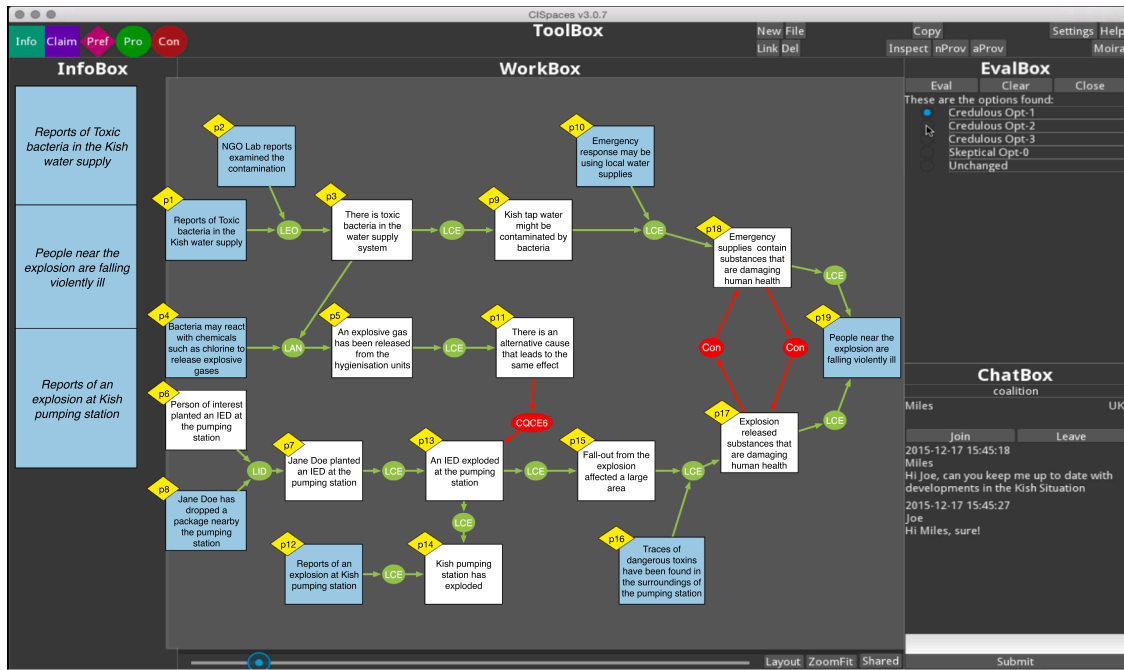 CISpaces v3.0.7
Info
Claim
Pref
Pro
Con
ToolBox
New
File
Link
Del
Copy
Inspect
nProv
aProv
Settings
Help
Moira
InfoBox
Reports of Toxic
bacteria in the Kish
water supply
People near the
explosion are falling
violently ill
Reports of an
explosion at Kish
pumping station
WorkBox
p2
NGO Lab reports
examined the
contamination
p10
Emergency
response may be
using local water
supplies
p1
Reports of Toxic
bacteria in the
Kish water supply
LEO
p3
There is toxic
bacteria in the
water supply
system
LCE
p9
Kish tap water
might be
contaminated by
bacteria
LCE
p18
Emergency
supplies contain
substances that
are damaging
human health
LCE
p4
Bacteria may react
with chemicals
such as chlorine to
release explosive
gases
LAN
p5
An explosive gas
has been released
from the
hygienisation units
LCE
p11
There is an
alternative cause
that leads to the
same effect
Con
Con
p19
People near the
explosion are
falling violently ill
p6
Person of interest
planted an IED at
the pumping
station
CQCE6
p8
Jane Doe has
dropped a
package nearby
the pumping
station
LID
p7
Jane Doe planted
an IED at the
pumping station
LCE
p13
An IED exploded
at the pumping
station
LCE
p15
Fall-out from the
explosion
affected a large
area
LCE
p17
Explosion
released
substances that
are damaging
human health
LCE
LCE
p12
Reports of an
explosion at Kish
pumping station
LCE
p14
Kish pumping
station has
exploded
p16
Traces of
dangerous toxins
have been found in
the surroundings of
the pumping station
Layout
ZoomFit
Shared
EvalBox
Eval
Clear
Close
These are the options found:
Credulous Opt-1
Credulous Opt-2
Credulous Opt-3
Skeptical Opt-0
Unchanged
ChatBox
coalition
Miles
UK
Join
Leave
2015-12-17 15:45:18
Miles
Hi Joe, can you keep me up to date with
developments in the Kish Situation
2015-12-17 15:45:27
Joe
Hi Miles, sure!
Submit